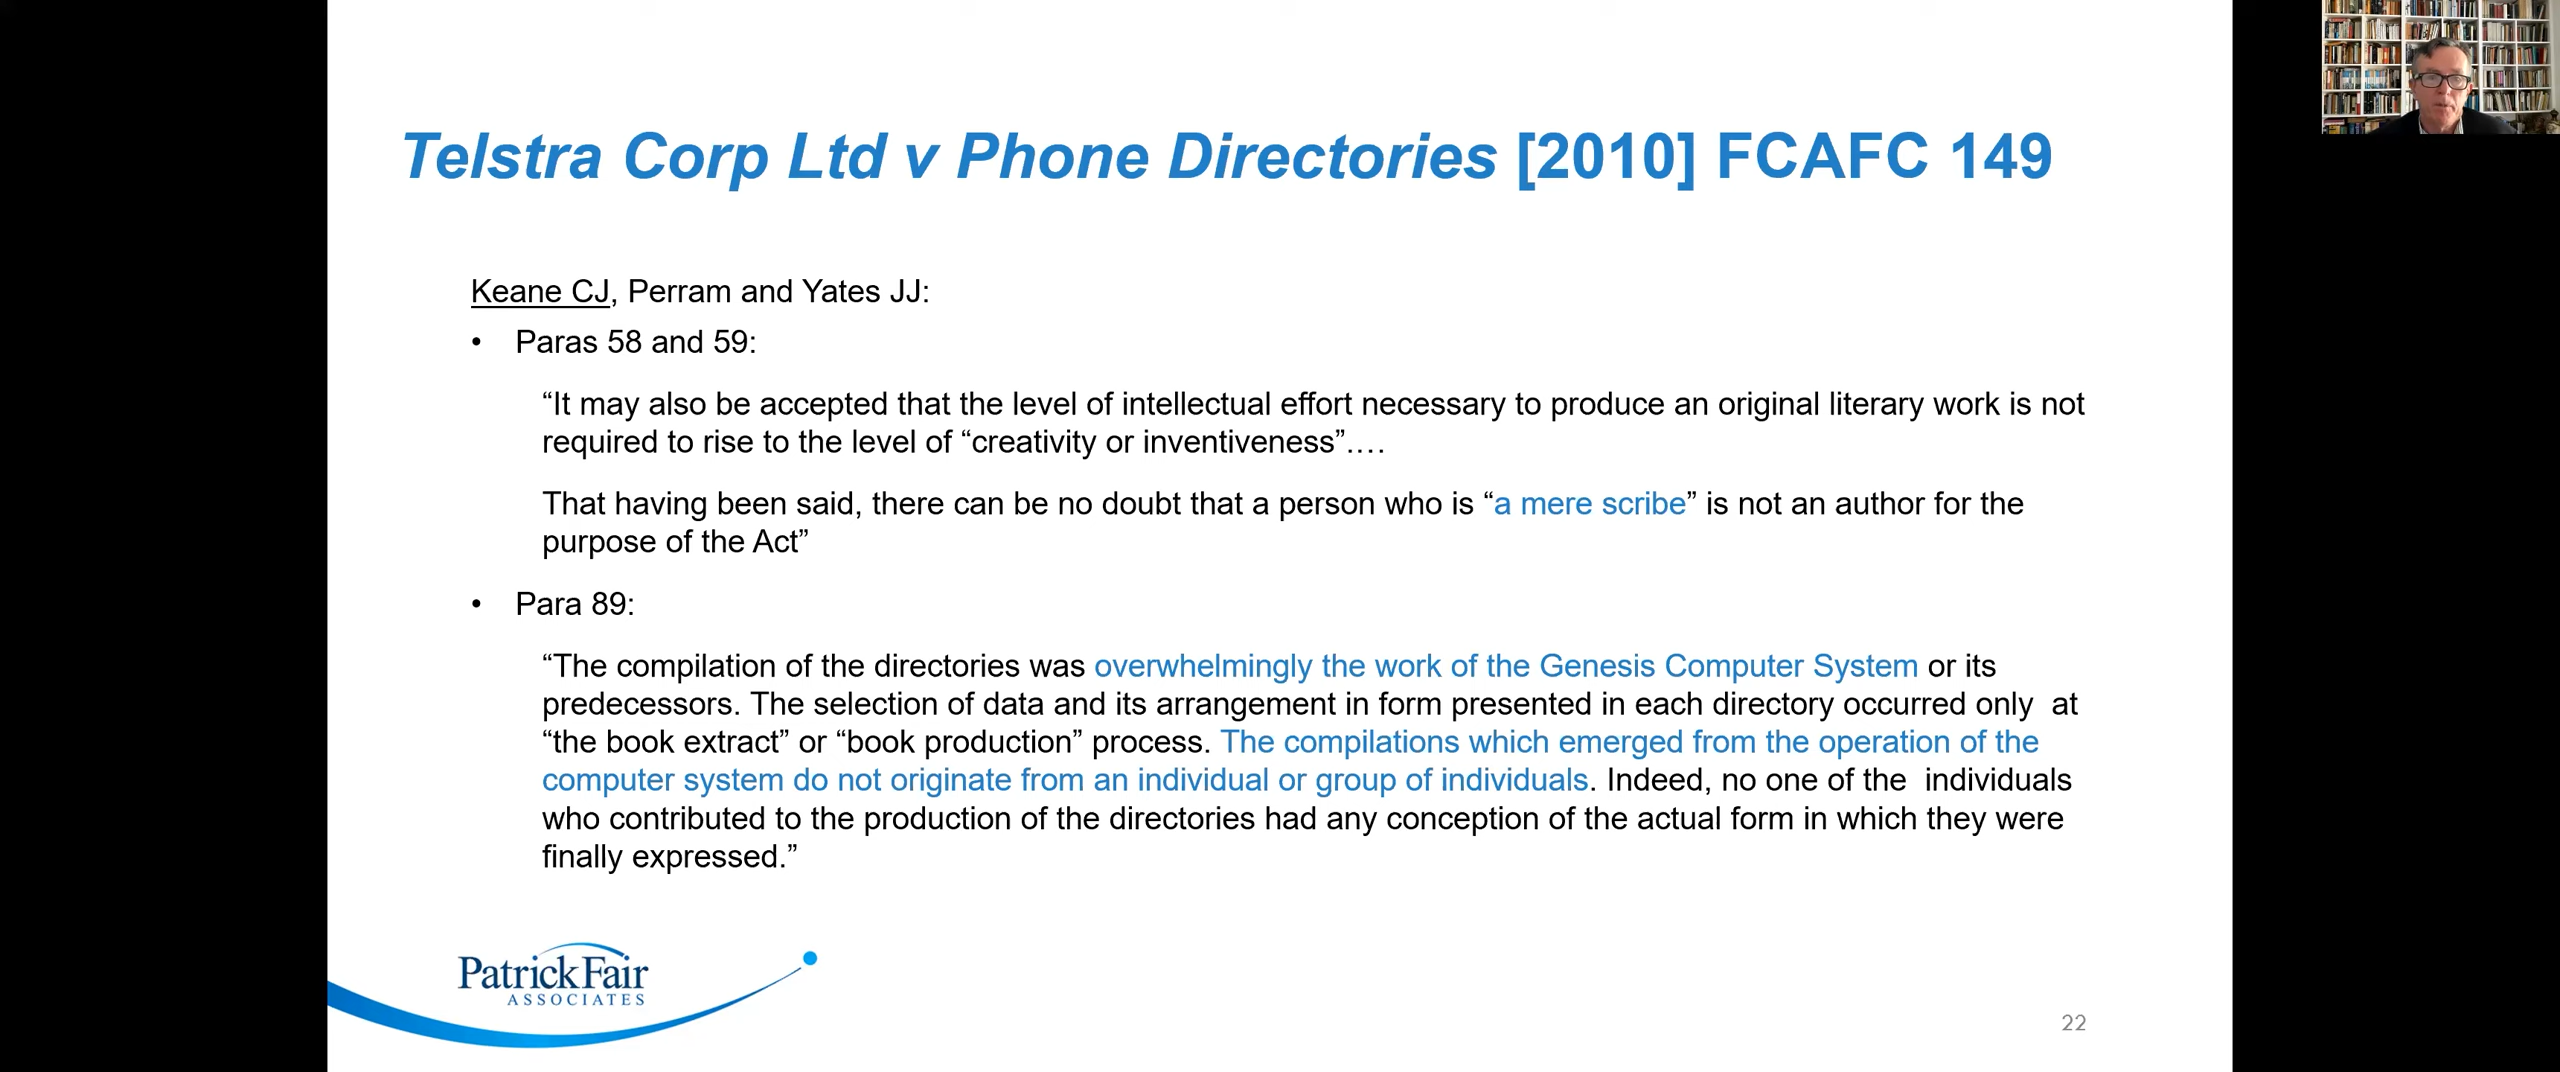 Telstra Corp Ltd v Phone Directories [2010] FCAFC 149
Keane CJ, Perram and Yates JJ:
• Paras 58 and 59:
“It may also be accepted that the level of intellectual effort necessary to produce an original literary work is not
required to rise to the level of “creativity or inventiveness”….
That having been said, there can be no doubt that a person who is “a mere scribe” is not an author for the
purpose of the Act”
• Para 89:
“The compilation of the directories was overwhelmingly the work of the Genesis Computer System or its
predecessors. The selection of data and its arrangement in form presented in each directory occurred only  at
“the book extract” or “book production” process. The compilations which emerged from the operation of the
computer system do not originate from an individual or group of individuals. Indeed, no one of the  individuals
who contributed to the production of the directories had any conception of the actual form in which they were
finally expressed.”
PatrickFair
ASSOCIATES
22